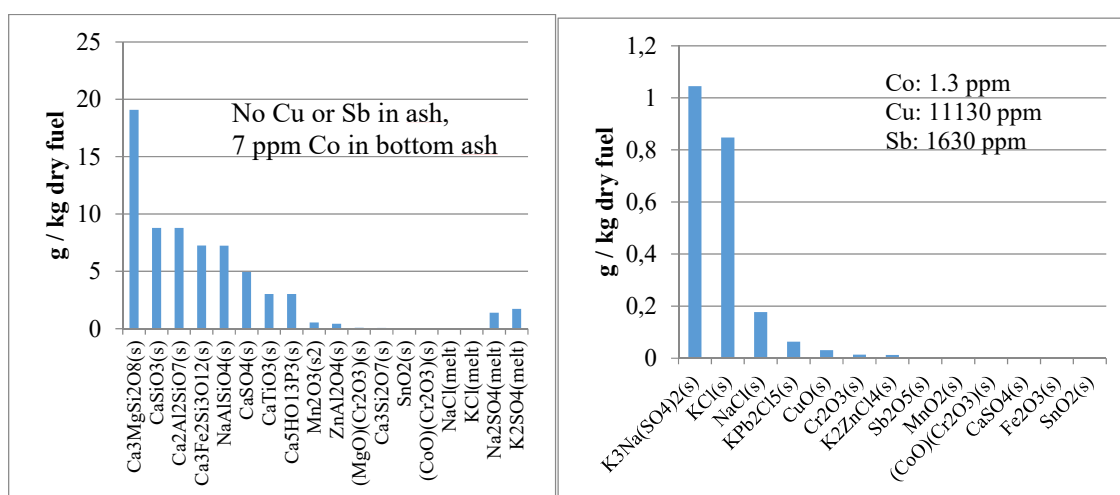 25
20
15
10
5
0
g / kg dry fuel
No Cu or Sb in ash,
7 ppm Co in bottom ash
Ca3MgSi2O8(s)
CaSiO3(s)
Ca2Al2SiO7(s)
Ca3Fe2Si3O12(s)
NaAlSiO4(s)
CaSO4(s)
CaTiO3(s)
Ca5HO13P3(s)
Mn2O3(s2)
ZnAl2O4(s)
(MgO)(Cr2O3)(s)
Ca3Si2O7(s)
SnO2(s)
(CoO)(Cr2O3)(s)
NaCl(melt)
KCl(melt)
Na2SO4(melt)
K2SO4(melt)
1,2
1
0,8
0,6
0,4
0,2
0
g / kg dry fuel
Co: 1.3 ppm
Cu: 11130 ppm
Sb: 1630 ppm
K3Na(SO4)2(s)
KCl(s)
NaCl(s)
KPb2Cl5(s)
CuO(s)
Cr2O3(s)
K2ZnCl4(s)
Sb2O5(s)
MnO2(s)
(CoO)(Cr2O3)(s)
CaSO4(s)
Fe2O3(s)
SnO2(s)